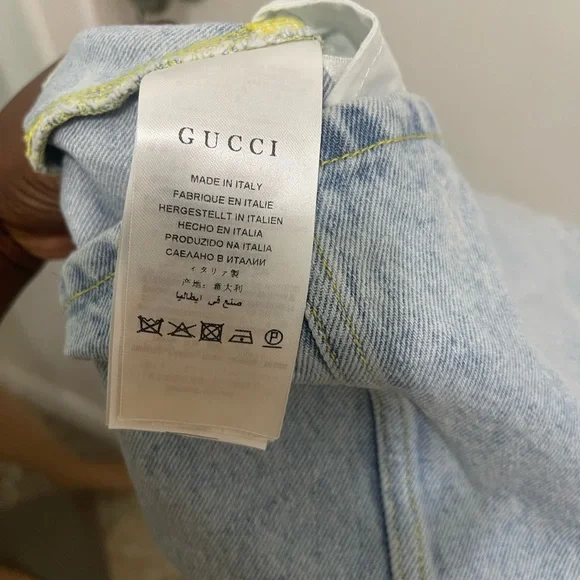 GUCCI
MADE IN ITALY
FABRIQUE EN ITALIE
HERGESTELLT IN ITALIEN
HECHO EN ITALIA
PRODUZIDO NA ITALIA
САЕЛАНО В ИТАЛИИ
イタリア製
产地: 意大利
صنع في ايطاليا
P